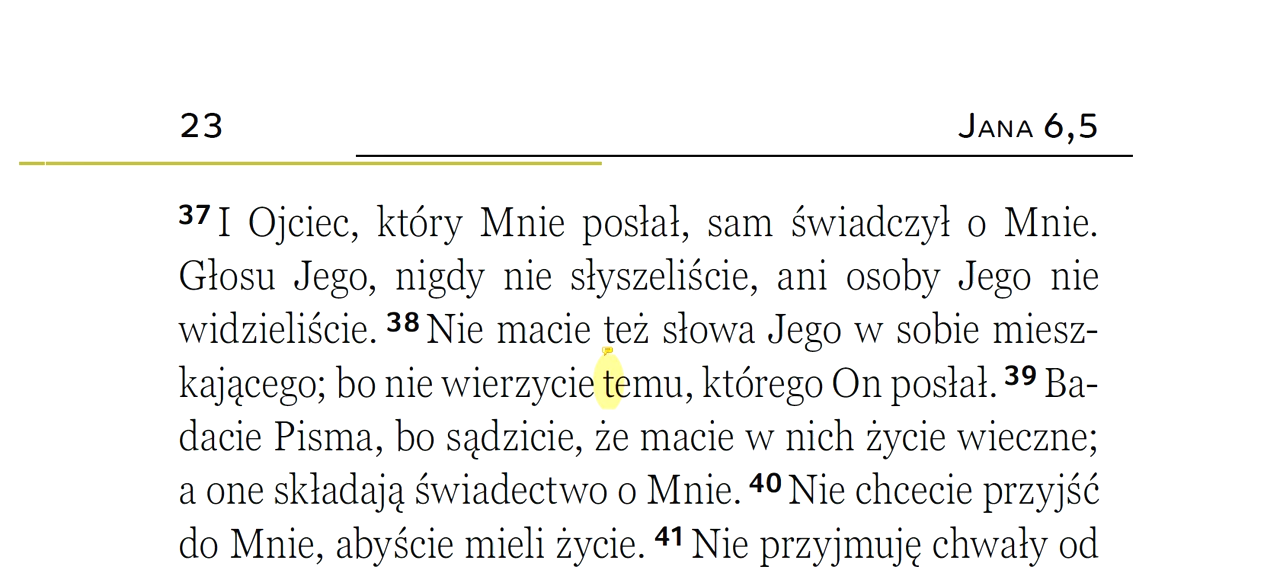 23 Jana 6,5
37 I Ojciec, który Mnie posłał, sam świadczył o Mnie.
Głosu Jego, nigdy nie słyszeliście, ani osoby Jego nie
widzieliście. 38 Nie macie też słowa Jego w sobie miesz-
kającego; bo nie wierzycie temu, którego On posłał. 39 Ba-
dacie Pisma, bo sądzicie, że macie w nich życie wieczne;
a one składają świadectwo o Mnie. 40 Nie chcecie przyjść
do Mnie, abyście mieli życie. 41 Nie przyjmuję chwały od